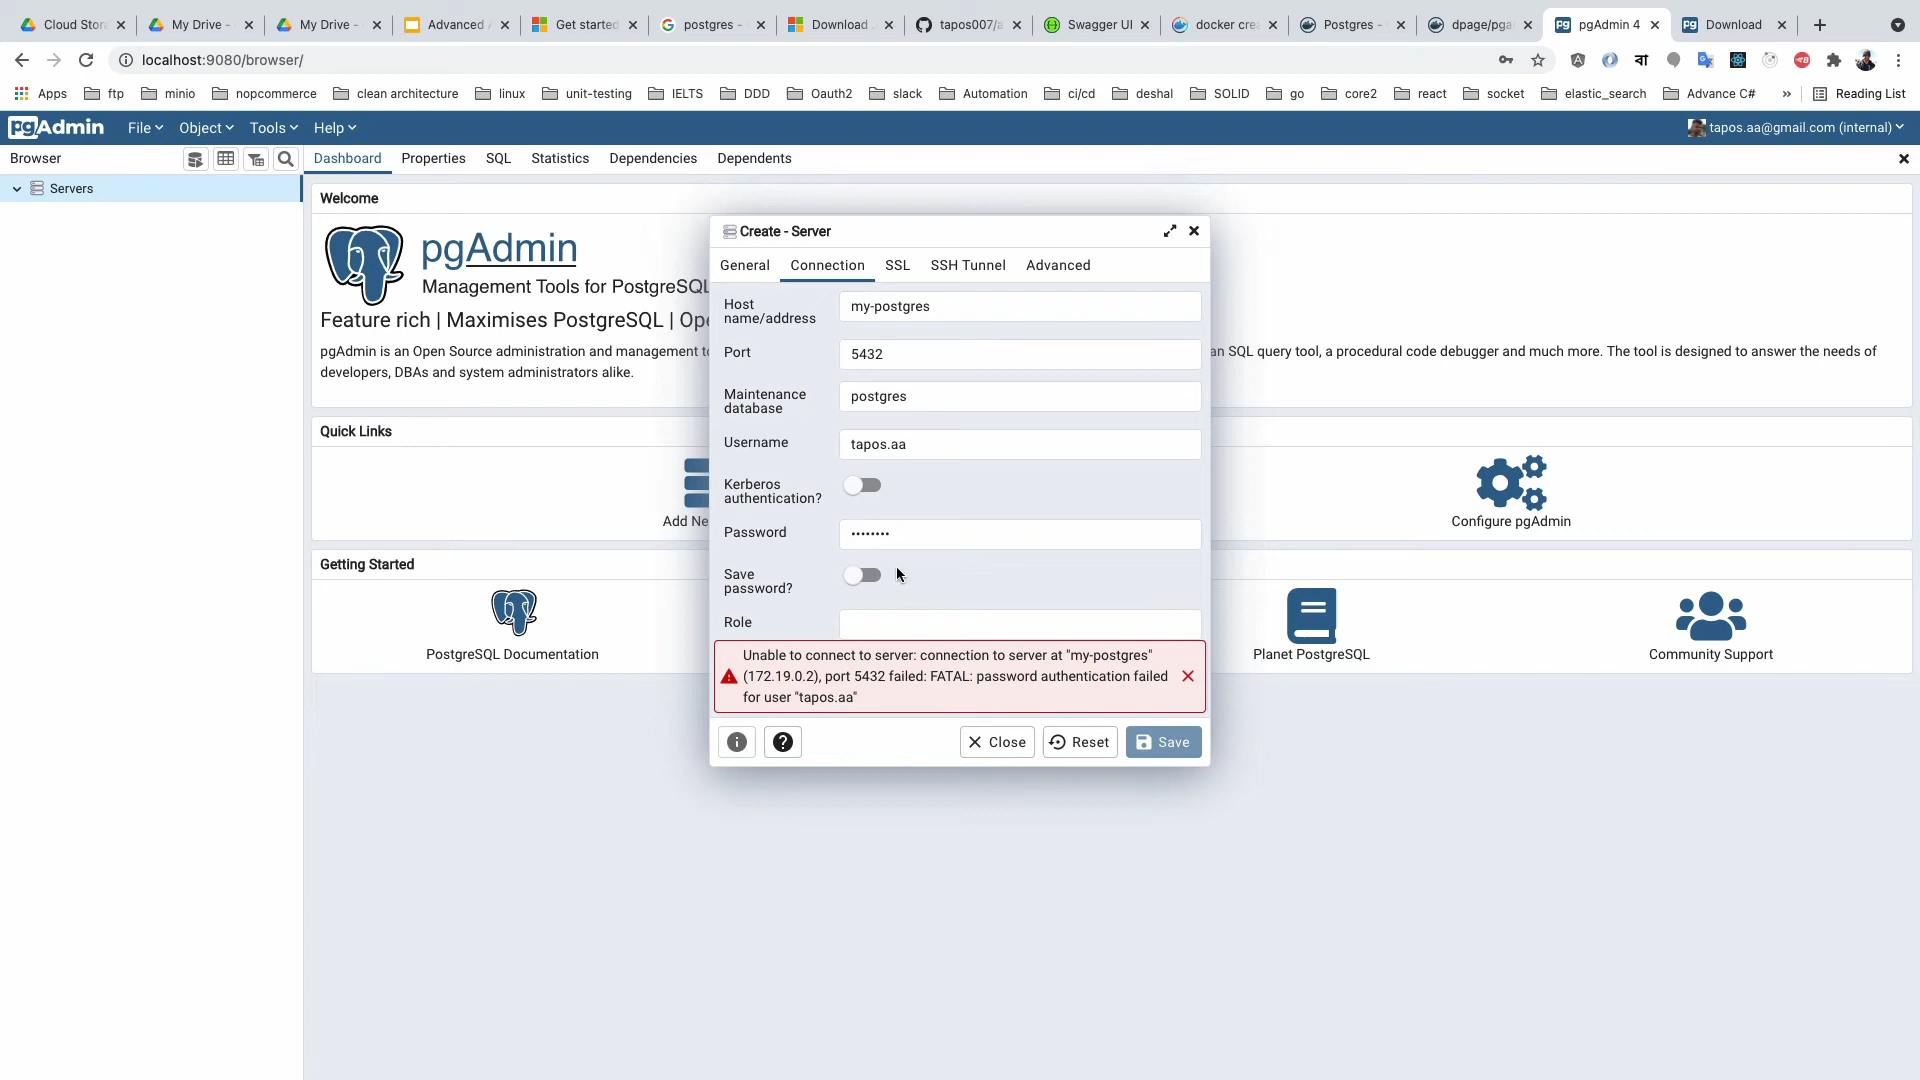 Cloud Stor
My Drive -
My Drive -
Advanced
Get started
postgres -
Download
tapos007/a
Swagger UI
docker cre
Postgres -
dpage/pga
pgAdmin 4
Download
localhost:9080/browser/
বা
Apps
ftp
minio
nopcommerce
clean architecture
linux
unit-testing
IELTS
DDD
Oauth2
slack
Automation
ci/cd
deshal
SOLID
go
core2
react
socket
elastic_search
Advance C#
»
Reading List
pgAdmin
File
Object
Tools
Help
tapos.aa@gmail.com (internal)
Browser
Dashboard
Properties
SQL
Statistics
Dependencies
Dependents
Servers
Welcome
pgAdmin
Management Tools for PostgreSQL
Feature rich | Maximises PostgreSQL | Ope
pgAdmin is an Open Source administration and management to
an SQL query tool, a procedural code debugger and much more. The tool is designed to answer the needs of
developers, DBAs and system administrators alike.
Quick Links
Add Ne
Configure pgAdmin
Getting Started
PostgreSQL Documentation
Planet PostgreSQL
Community Support
Create - Server
General
Connection
SSL
SSH Tunnel
Advanced
Host
name/address
my-postgres
Port
5432
Maintenance
database
postgres
Username
tapos.aa
Kerberos
authentication?
Password
••••••••
Save
password?
Role
Unable to connect to server: connection to server at "my-postgres"
(172.19.0.2), port 5432 failed: FATAL: password authentication failed
for user "tapos.aa"
Close
Reset
Save